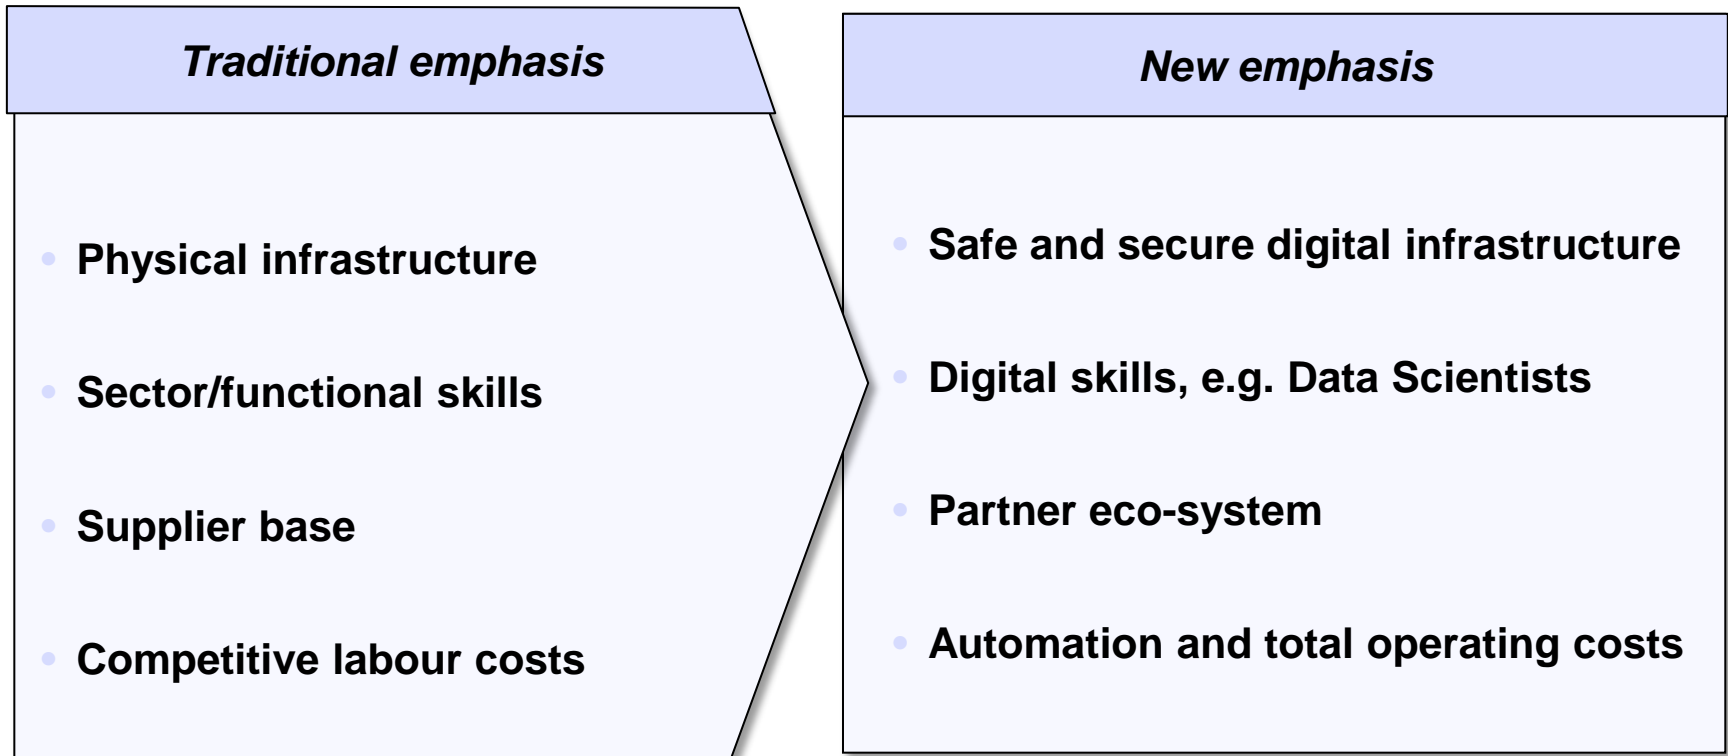 Traditional emphasis
• Physical infrastructure
• Sector/functional skills
• Supplier base
• Competitive labour costs
New emphasis
• Safe and secure digital infrastructure
• Digital skills, e.g. Data Scientists
• Partner eco-system
• Automation and total operating costs